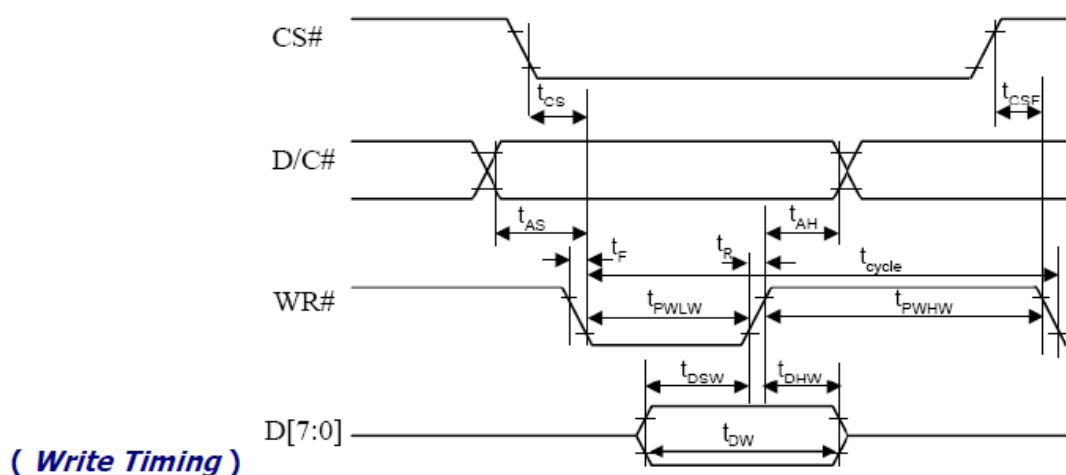 CS#
tCS
tCSF
D/C#
tAS
tAH
tF
tR
tcycle
WR#
tPWLW
tPWHW
tDSW
tDHW
D[7:0]
tDW
( Write Timing )